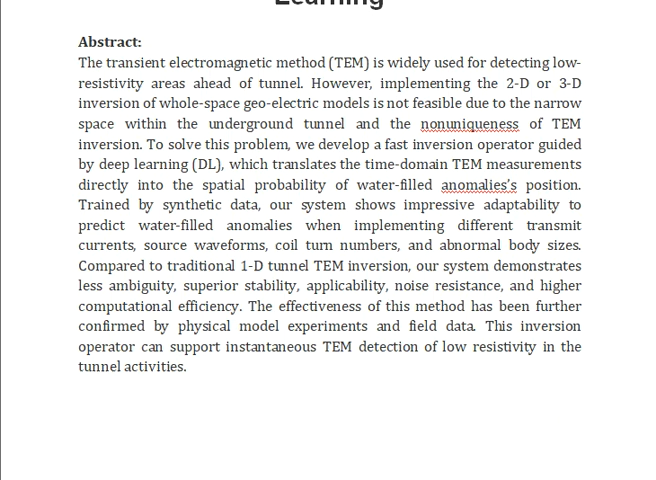 Learning
Abstract:
The transient electromagnetic method (TEM) is widely used for detecting low-
resistivity areas ahead of tunnel. However, implementing the 2-D or 3-D
inversion of whole-space geo-electric models is not feasible due to the narrow
space within the underground tunnel and the nonuniqueness of TEM
inversion. To solve this problem, we develop a fast inversion operator guided
by deep learning (DL), which translates the time-domain TEM measurements
directly into the spatial probability of water-filled anomalies's position.
Trained by synthetic data, our system shows impressive adaptability to
predict water-filled anomalies when implementing different transmit
currents, source waveforms, coil turn numbers, and abnormal body sizes.
Compared to traditional 1-D tunnel TEM inversion, our system demonstrates
less ambiguity, superior stability, applicability, noise resistance, and higher
computational efficiency. The effectiveness of this method has been further
confirmed by physical model experiments and field data. This inversion
operator can support instantaneous TEM detection of low resistivity in the
tunnel activities.